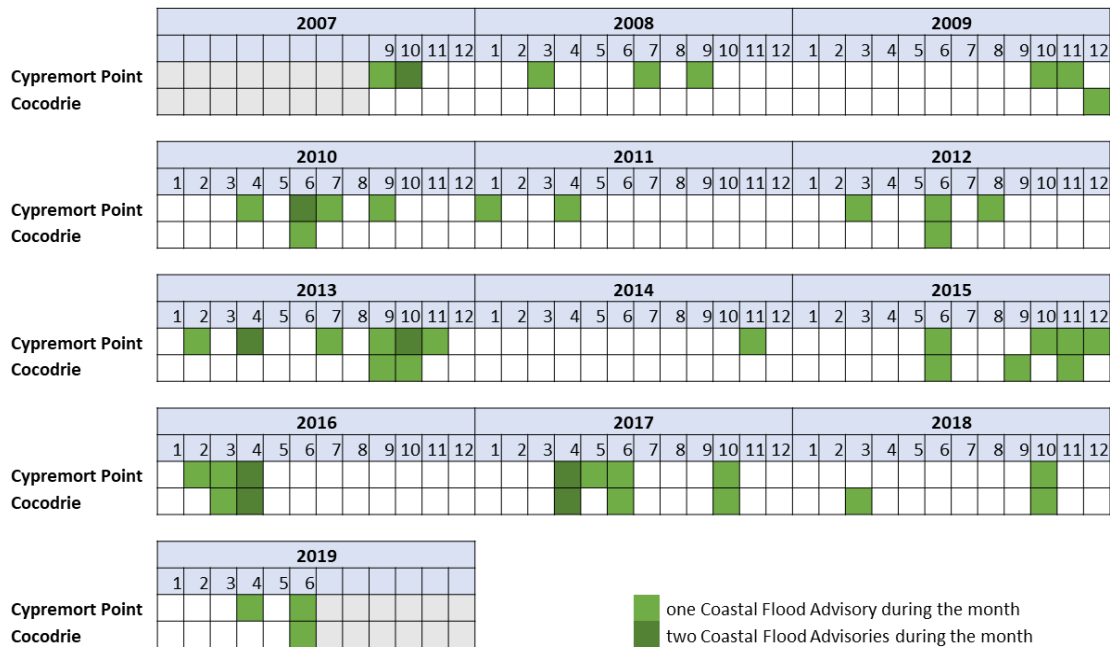 2007 2008 2009
9 10 11 12 1 2 3 4 5 6 7 8 9 10 11 12 1 2 3 4 5 6 7 8 9 10 11 12
Cypremort Point
Cocodrie
2010 2011 2012
1 2 3 4 5 6 7 8 9 10 11 12 1 2 3 4 5 6 7 8 9 10 11 12 1 2 3 4 5 6 7 8 9 10 11 12
Cypremort Point
Cocodrie
2013 2014 2015
1 2 3 4 5 6 7 8 9 10 11 12 1 2 3 4 5 6 7 8 9 10 11 12 1 2 3 4 5 6 7 8 9 10 11 12
Cypremort Point
Cocodrie
2016 2017 2018
1 2 3 4 5 6 7 8 9 10 11 12 1 2 3 4 5 6 7 8 9 10 11 12 1 2 3 4 5 6 7 8 9 10 11 12
Cypremort Point
Cocodrie
2019
1 2 3 4 5 6
Cypremort Point
Cocodrie
one Coastal Flood Advisory during the month
two Coastal Flood Advisories during the month